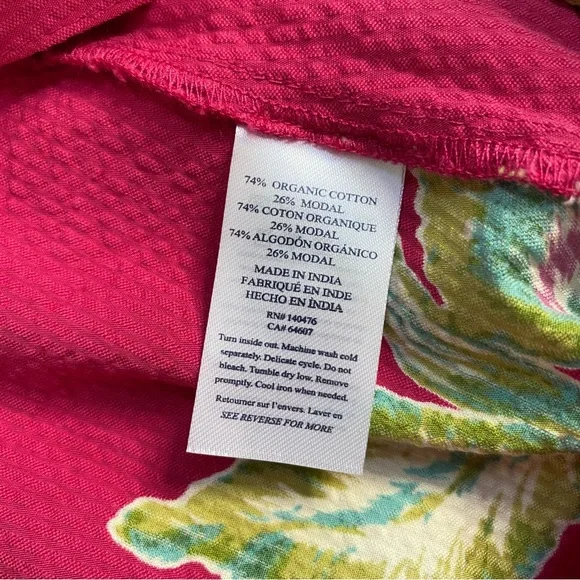 74% ORGANIC COTTON
26% MODAL
74% COTON ORGANIQUE
26% MODAL
74% ALGODÓN ORGÁNICO
26% MODAL
MADE IN INDIA
FABRIQUÉ EN INDE
HECHO EN ÍNDIA
RN# 140476
CA# 64607
Turn inside out. Machine wash cold
separately. Delicate cycle. Do not
bleach. Tumble dry low. Remove
promptly. Cool iron when needed.
Retourner sur l'envers. Laver en
SEE REVERSE FOR MORE